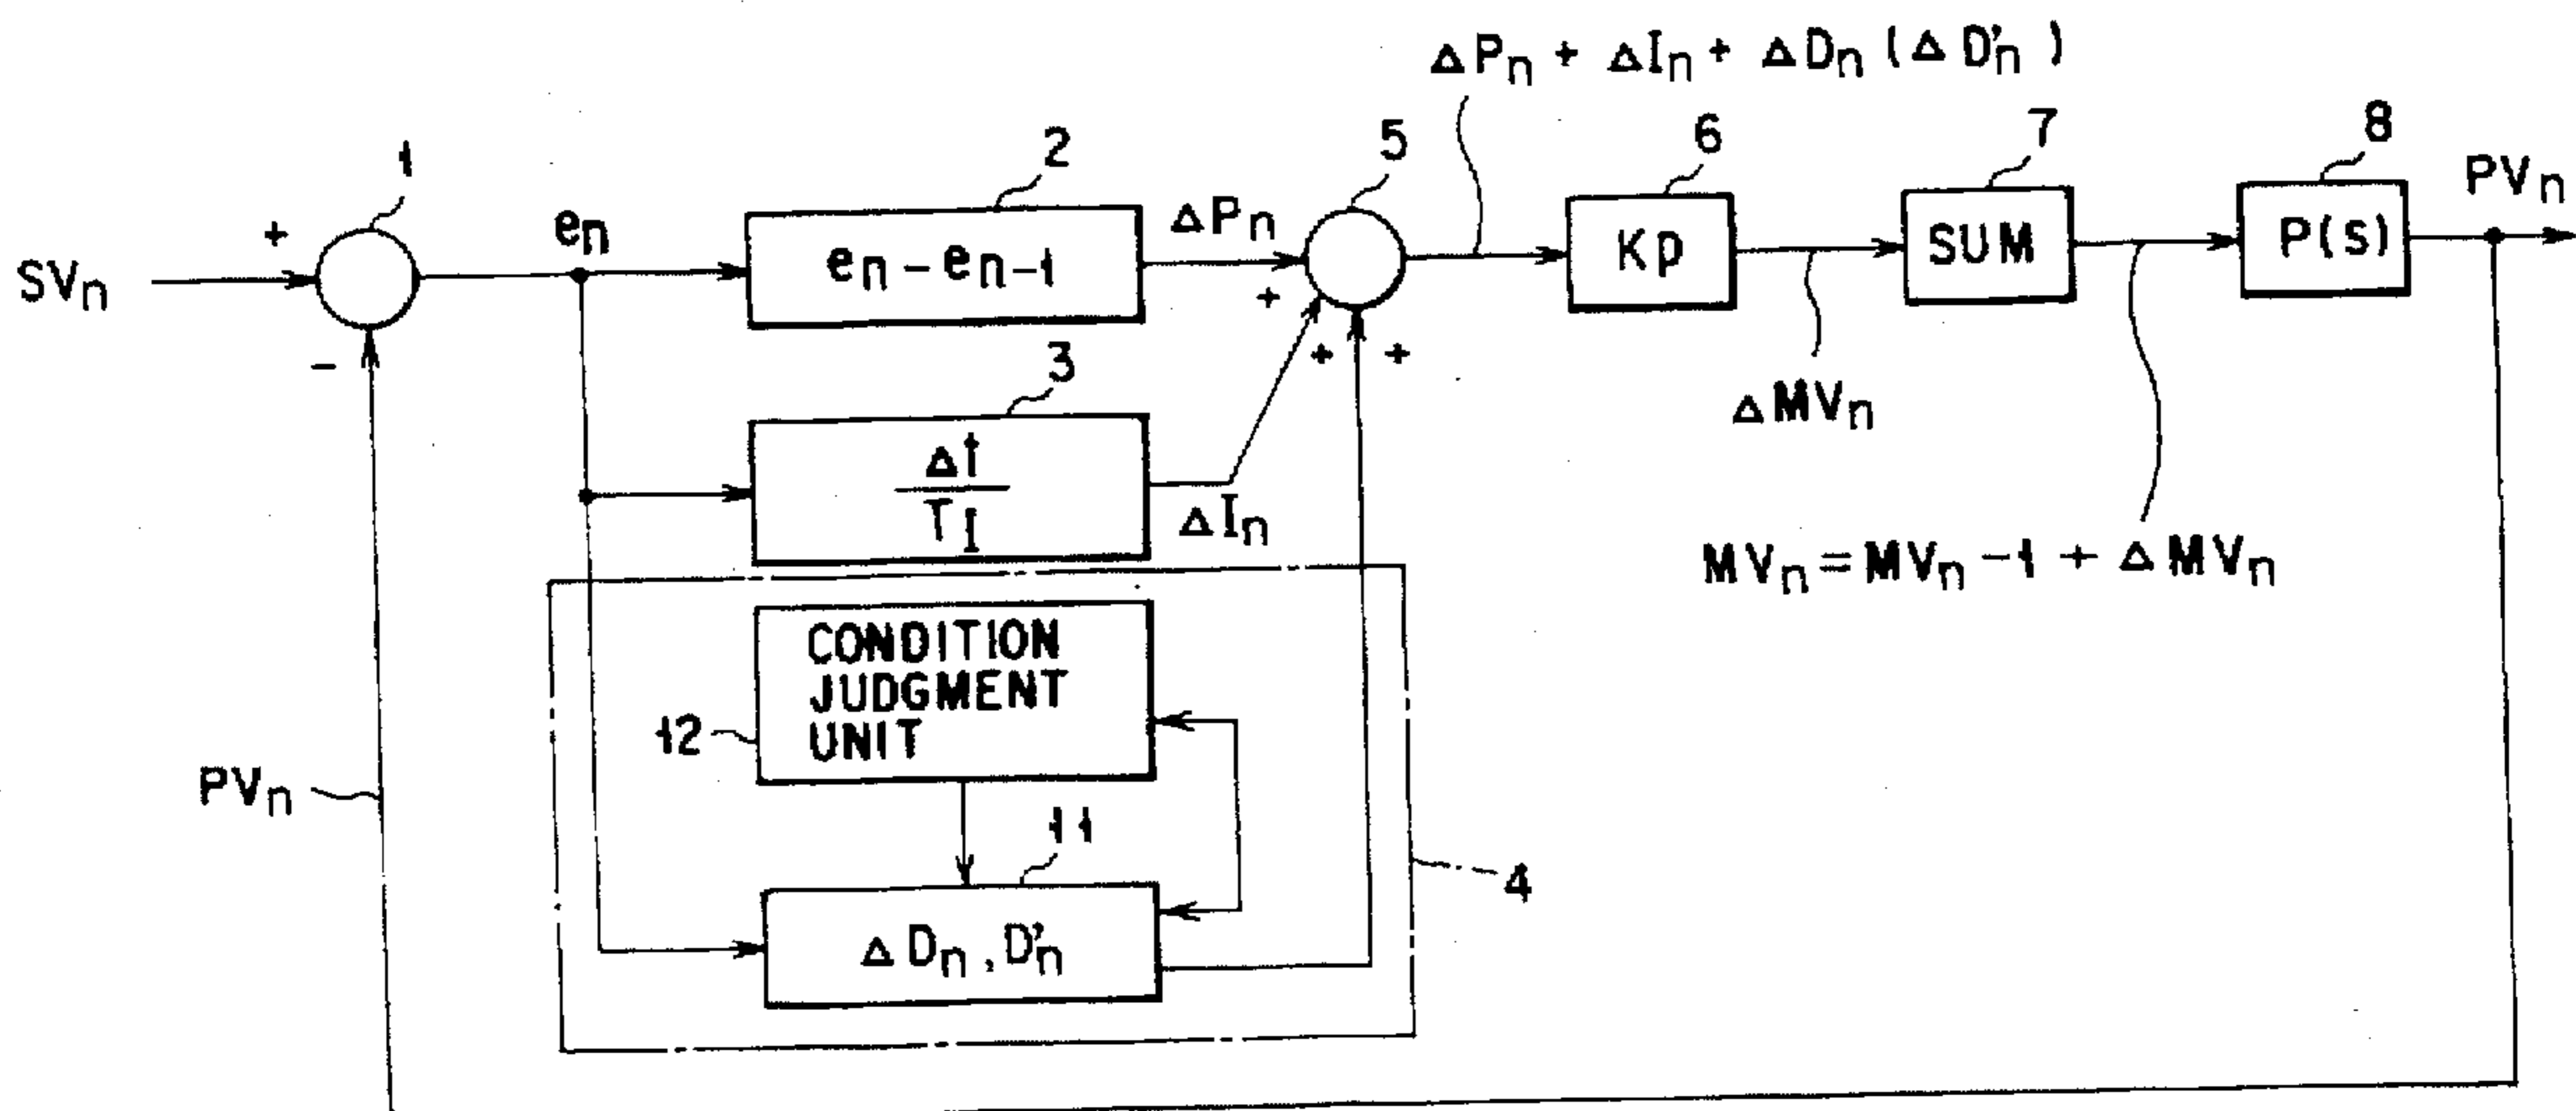 ΔPn + ΔIn + ΔDn (ΔD'n)
1
2
5
6
7
8
+
SVn
en
en - en-1
ΔPn
+
KP
SUM
P(S)
PVn
-
3
+
+
ΔMVn
Δt
TI
ΔIn
MVn = MVn -1 + ΔMVn
CONDITION
JUDGMENT
UNIT
12
PVn
11
4
ΔDn, D'n